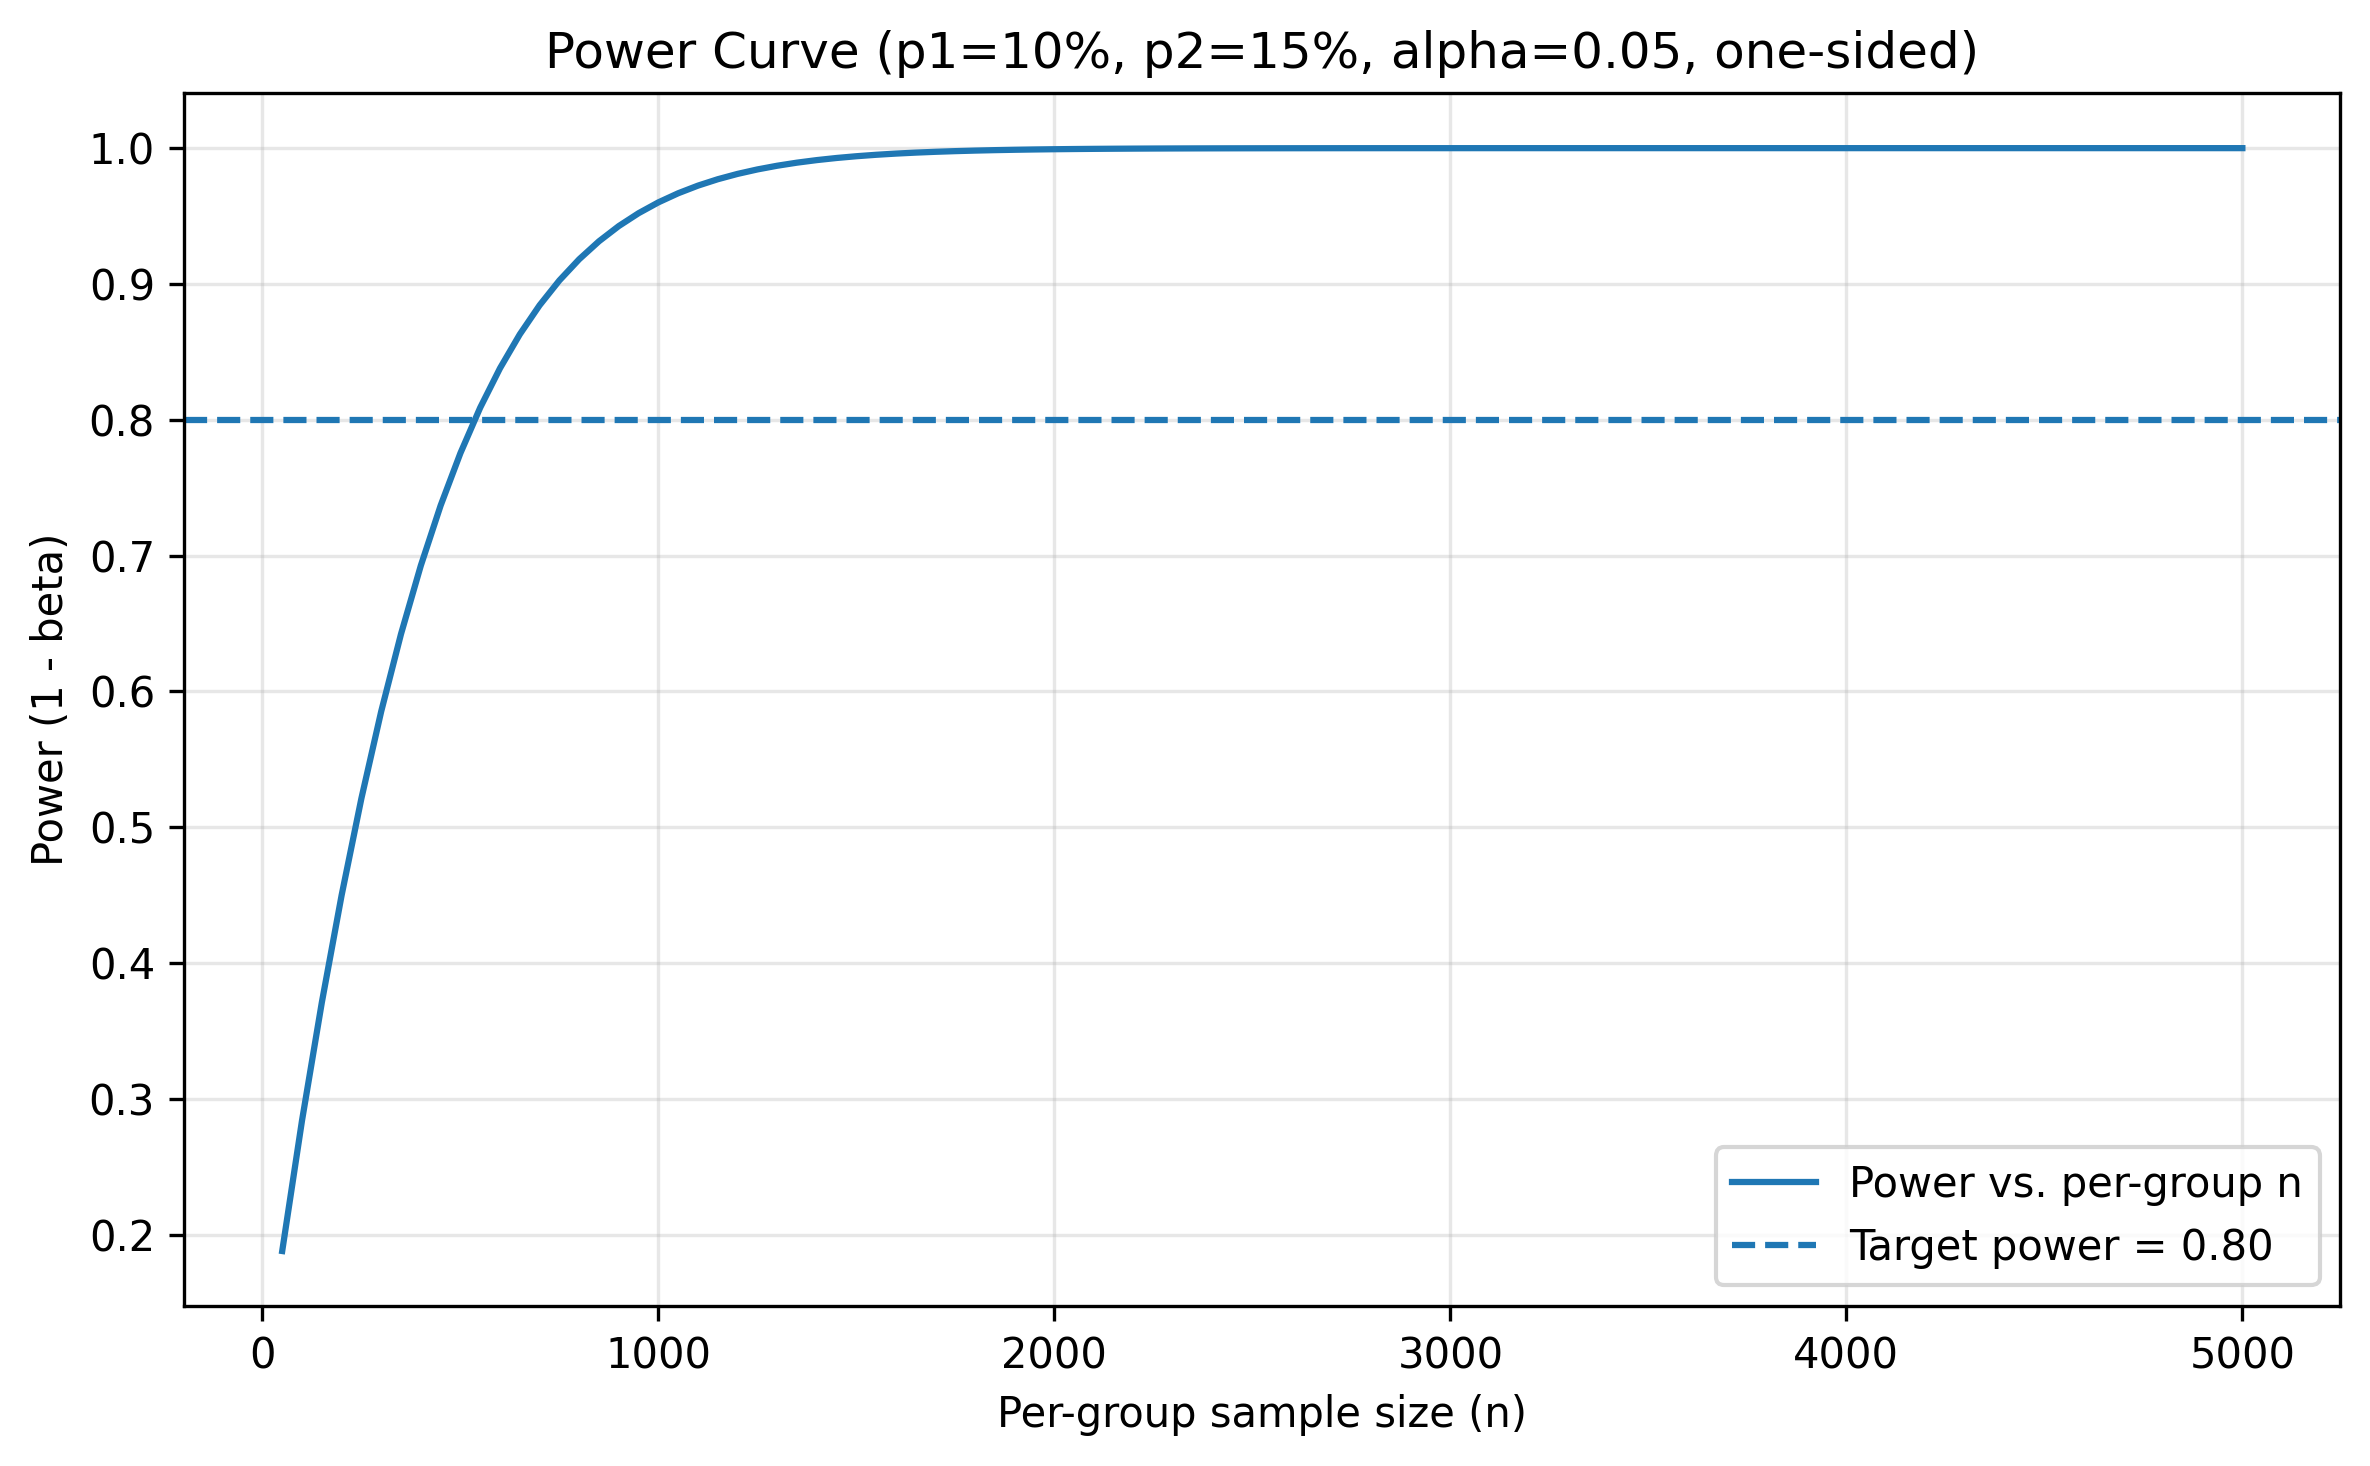 Power Curve (p1=10%, p2=15%, alpha=0.05, one-sided)
Power (1 - beta)
1.0
0.9
0.8
0.7
0.6
0.5
0.4
0.3
0.2
Power vs. per-group n
Target power = 0.80
0 1000 2000 3000 4000 5000
Per-group sample size (n)